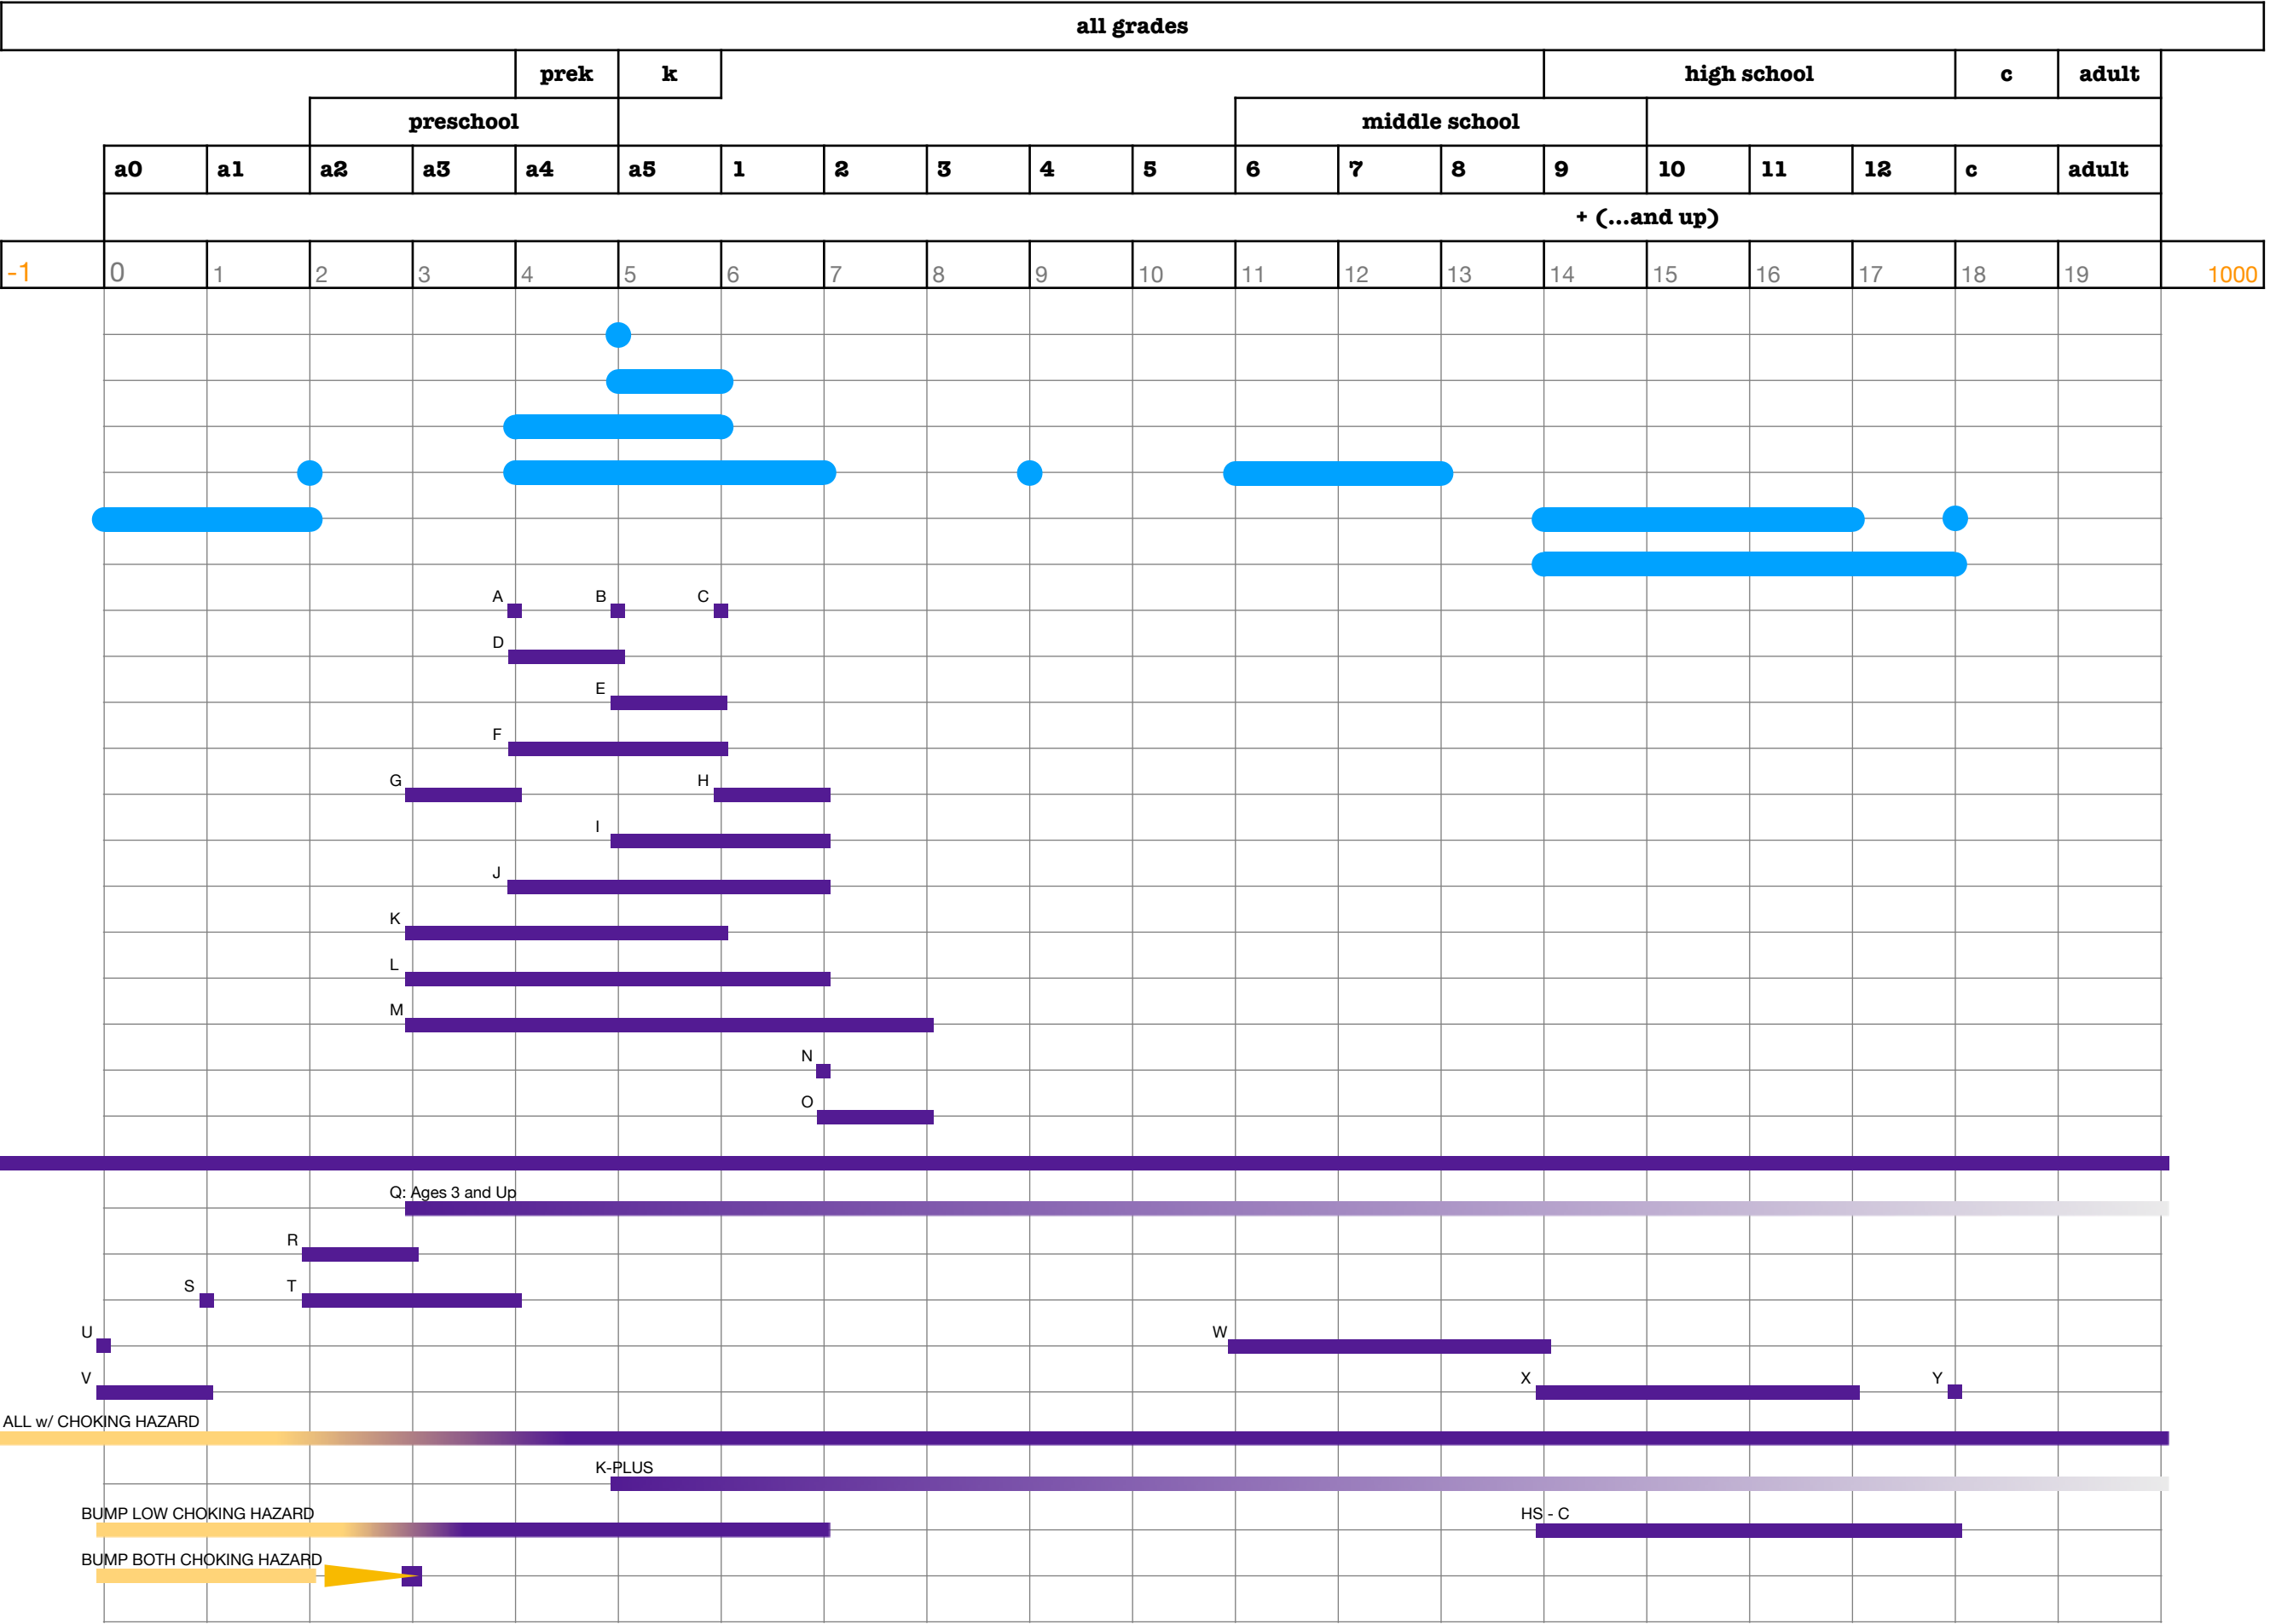 all grades
prek k high school c adult
preschool middle school
a0 a1 a2 a3 a4 a5 1 2 3 4 5 6 7 8 9 10 11 12 c adult
+ (...and up)
-1 0 1 2 3 4 5 6 7 8 9 10 11 12 13 14 15 16 17 18 19 1000
A B C
D
E
F
G H
I
J
K
L
M
N
O
Q: Ages 3 and Up
R
S T
U W
V X Y
ALL w/ CHOKING HAZARD
K-PLUS
BUMP LOW CHOKING HAZARD HS - C
BUMP BOTH CHOKING HAZARD